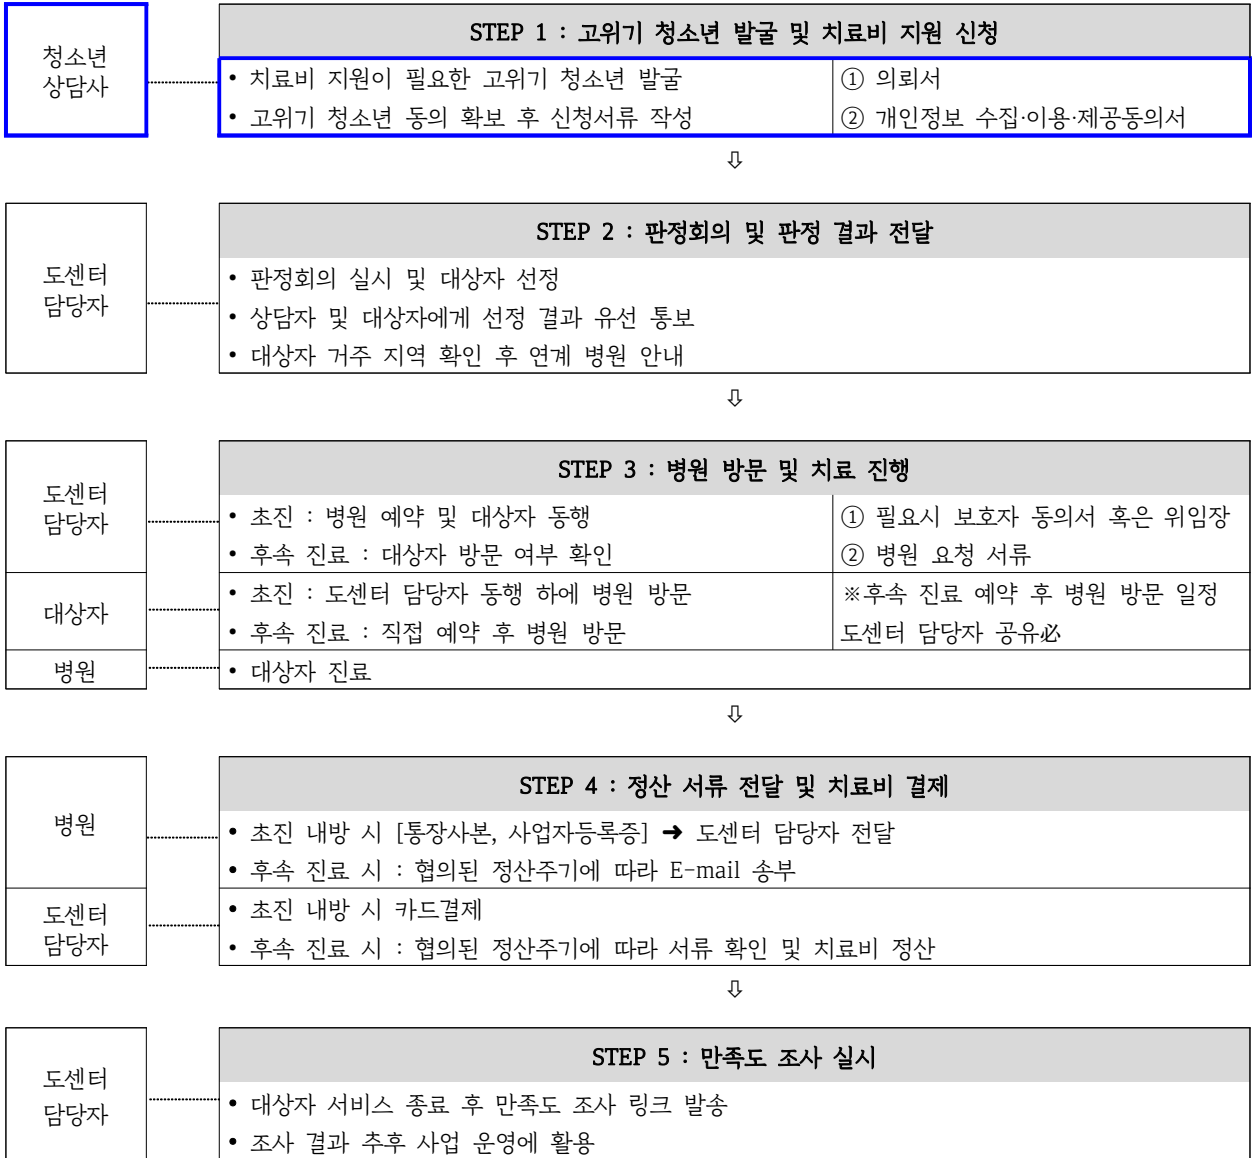 청소년
상담사
STEP 1 : 고위기 청소년 발굴 및 치료비 지원 신청
• 치료비 지원이 필요한 고위기 청소년 발굴
• 고위기 청소년 동의 확보 후 신청서류 작성
① 의뢰서
② 개인정보 수집·이용·제공동의서
⇩
도센터
담당자
STEP 2 : 판정회의 및 판정 결과 전달
• 판정회의 실시 및 대상자 선정
• 상담자 및 대상자에게 선정 결과 유선 통보
• 대상자 거주 지역 확인 후 연계 병원 안내
⇩
도센터
담당자
STEP 3 : 병원 방문 및 치료 진행
• 초진 : 병원 예약 및 대상자 동행
• 후속 진료 : 대상자 방문 여부 확인
① 필요시 보호자 동의서 혹은 위임장
② 병원 요청 서류
대상자
• 초진 : 도센터 담당자 동행 하에 병원 방문
• 후속 진료 : 직접 예약 후 병원 방문
※후속 진료 예약 후 병원 방문 일정
도센터 담당자 공유必
병원
• 대상자 진료
⇩
병원
STEP 4 : 정산 서류 전달 및 치료비 결제
• 초진 내방 시 [통장사본, 사업자등록증] ➜ 도센터 담당자 전달
• 후속 진료 시 : 협의된 정산주기에 따라 E-mail 송부
도센터
담당자
• 초진 내방 시 카드결제
• 후속 진료 시 : 협의된 정산주기에 따라 서류 확인 및 치료비 정산
⇩
도센터
담당자
STEP 5 : 만족도 조사 실시
• 대상자 서비스 종료 후 만족도 조사 링크 발송
• 조사 결과 추후 사업 운영에 활용